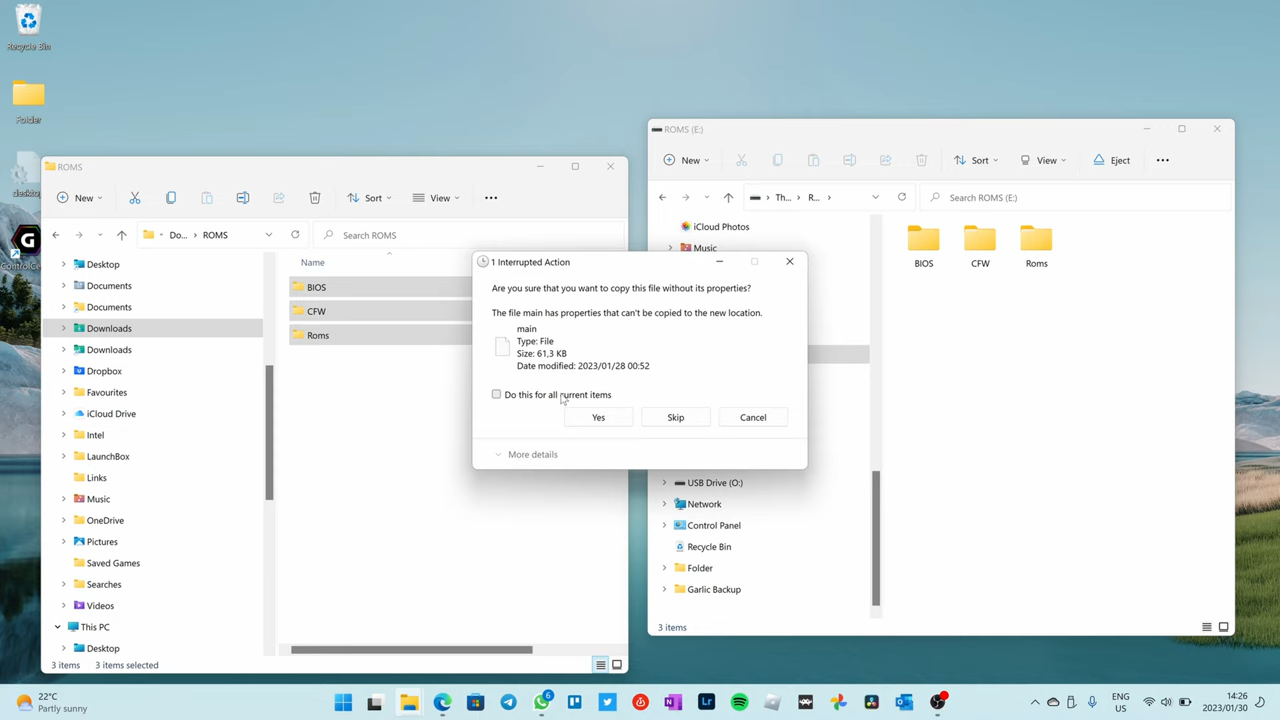 Recycle Bin
Folder
ControlCe
ROMS
New
Sort
View
Do...
ROMS
Search ROMS
Desktop
Documents
Documents
Downloads
Downloads
Dropbox
Favourites
iCloud Drive
Intel
LaunchBox
Links
Music
OneDrive
Pictures
Saved Games
Searches
Videos
This PC
Desktop
Name
BIOS
CFW
Roms
3 items
3 items selected
ROMS (E:)
New
Sort
View
Eject
Th...
R...
Search ROMS (E:)
iCloud Photos
Music
USB Drive (O:)
Network
Control Panel
Recycle Bin
Folder
Garlic Backup
BIOS
CFW
Roms
3 items
1 Interrupted Action
Are you sure that you want to copy this file without its properties?
The file main has properties that can't be copied to the new location.
main
Type: File
Size: 61,3 KB
Date modified: 2023/01/28 00:52
Do this for all current items
Yes
Skip
Cancel
More details
22°C
Partly sunny
6
Lr
ENG
US
14:26
2023/01/30